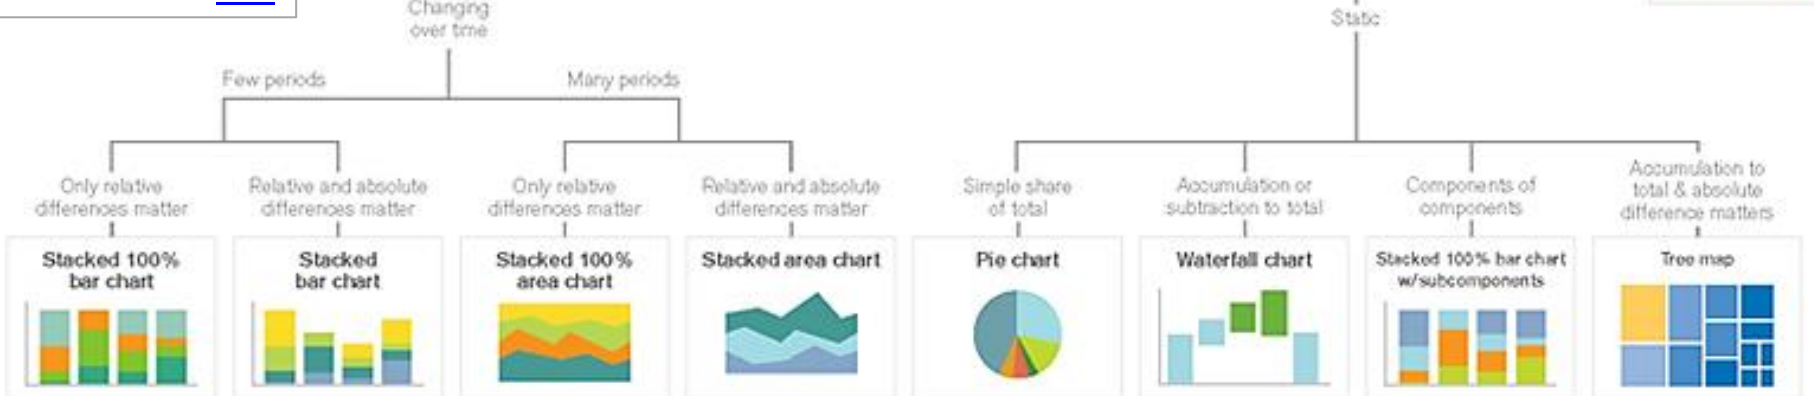 Changing
over time
Static
Few periods
Many periods
Only relative
differences matter
Relative and absolute
differences matter
Only relative
differences matter
Relative and absolute
differences matter
Simple share
of total
Accumulation or
subtraction to total
Components of
components
Accumulation to
total & absolute
difference matters
Stacked 100%
bar chart
Stacked
bar chart
Stacked 100%
area chart
Stacked area chart
Pie chart
Waterfall chart
Stacked 100% bar chart
w/subcomponents
Tree map